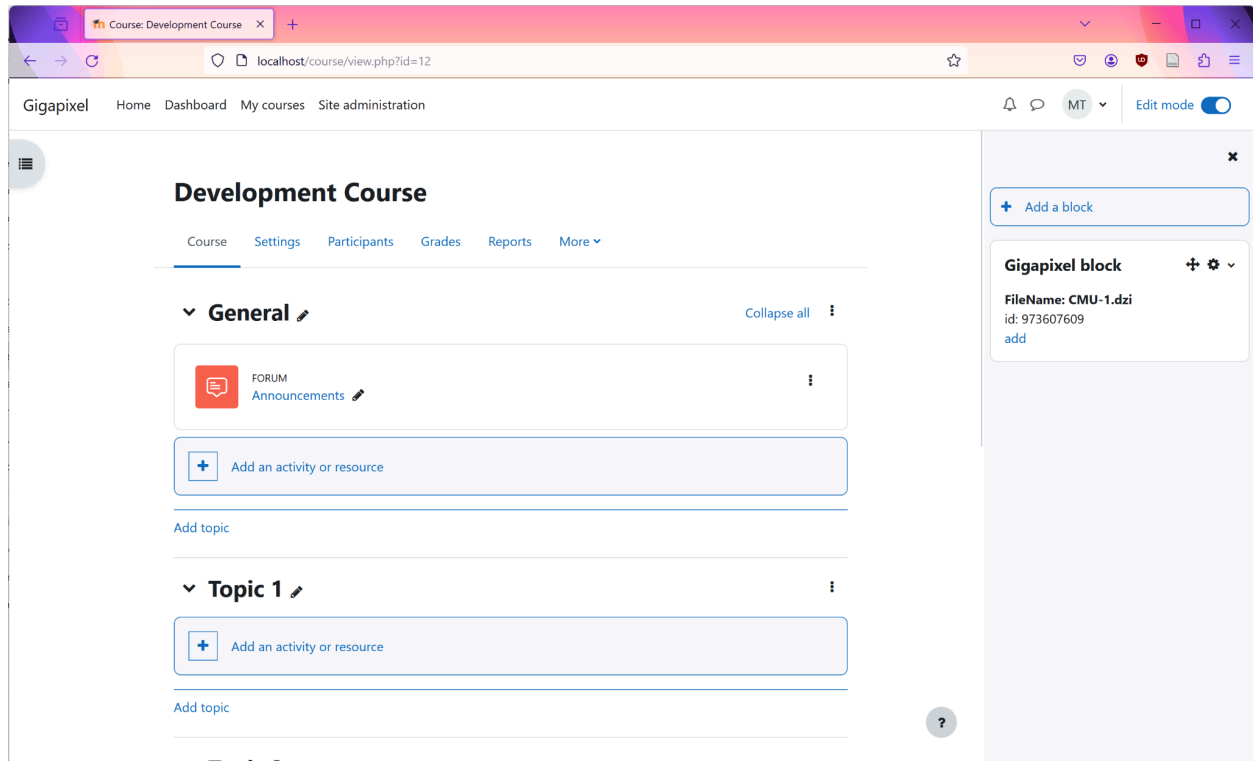 Course: Development Course
localhost/course/view.php?id=12
Gigapixel Home Dashboard My courses Site administration MT Edit mode
Development Course
Course Settings Participants Grades Reports More
General Collapse all
FORUM
Announcements
Add an activity or resource
Add topic
Topic 1
Add an activity or resource
Add topic
?
Add a block
Gigapixel block
FileName: CMU-1.dzi
id: 973607609
add